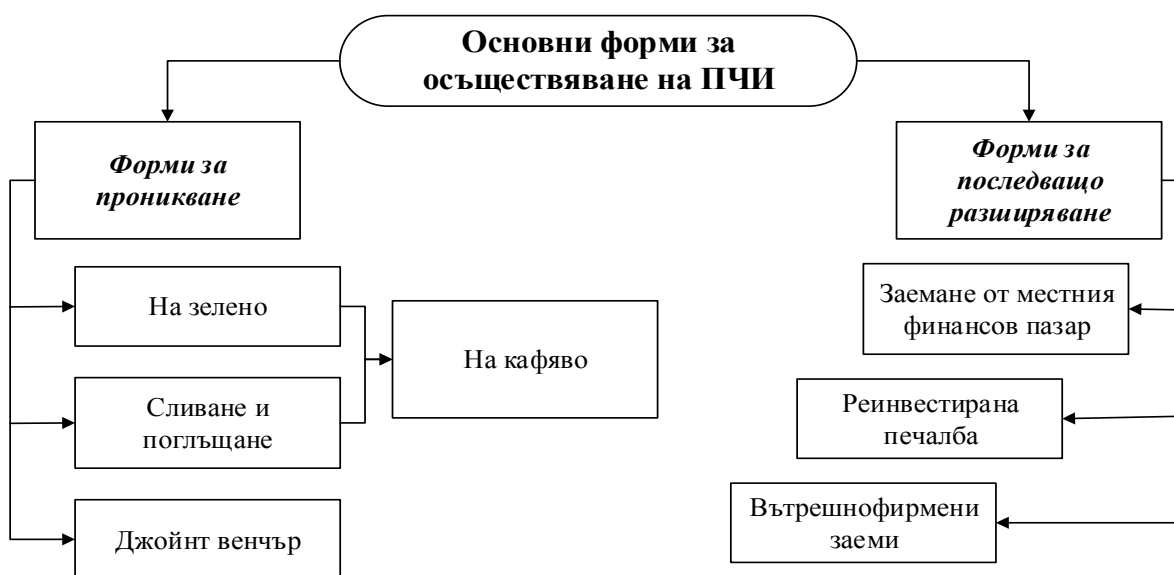 Основни форми за
осъществяване на ПЧИ
Форми за
проникване
На зелено
Сливане и
поглъщане
Джойнт венчър
На кафяво
Форми за
последващо
разширяване
Заемане от местния
финансов пазар
Реинвестирана
печалба
Вътрешнофирмени
заеми